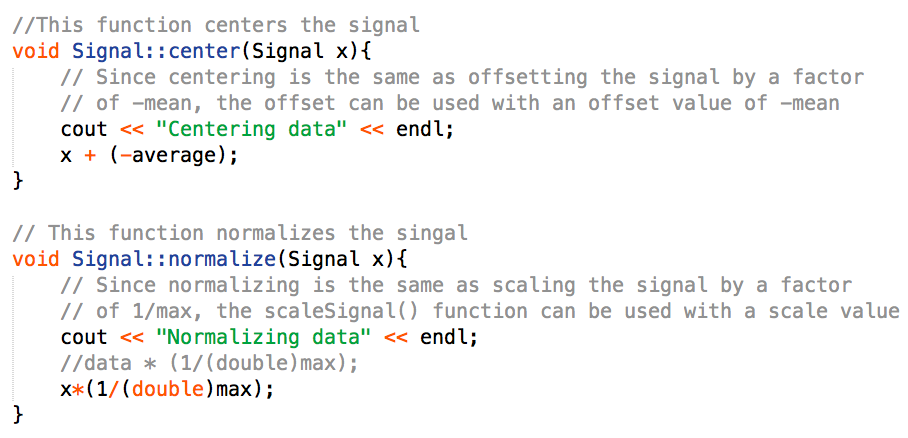 //This function centers the signal
void Signal::center(Signal x){
    // Since centering is the same as offsetting the signal by a factor
    // of -mean, the offset can be used with an offset value of -mean
    cout << "Centering data" << endl;
    x + (-average);
}

// This function normalizes the singal
void Signal::normalize(Signal x){
    // Since normalizing is the same as scaling the signal by a factor
    // of 1/max, the scaleSignal() function can be used with a scale value
    cout << "Normalizing data" << endl;
    //data * (1/(double)max);
    x*(1/(double)max);
}